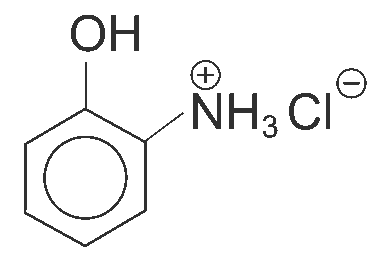 OH
⊕
NH₃ Cl⊖